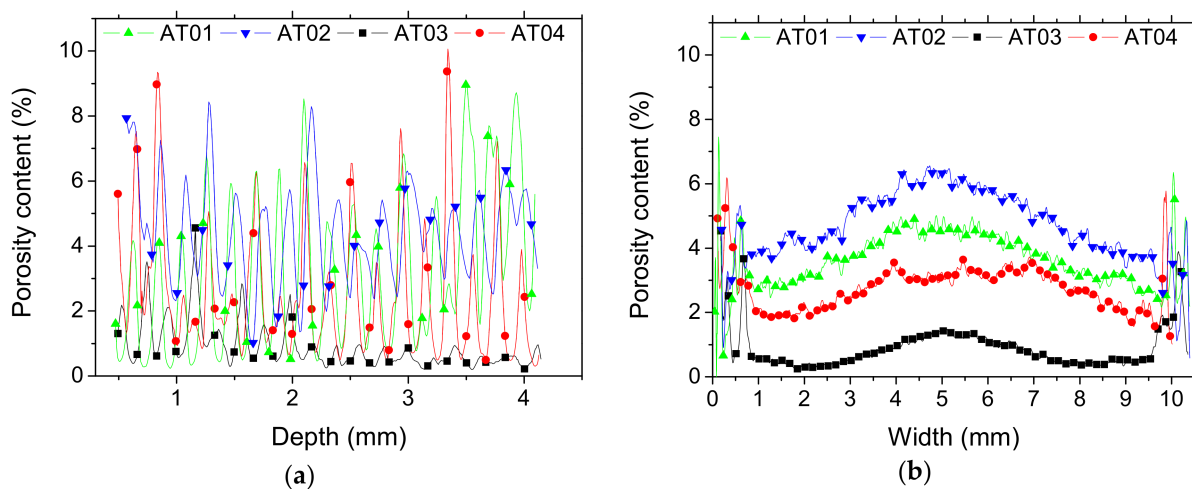 AT01 AT02 AT03 AT04
10
8
6
4
2
0
Porosity content (%)
1 2 3 4
Depth (mm)
(a)
AT01 AT02 AT03 AT04
10
8
6
4
2
0
Porosity content (%)
0 1 2 3 4 5 6 7 8 9 10
Width (mm)
(b)